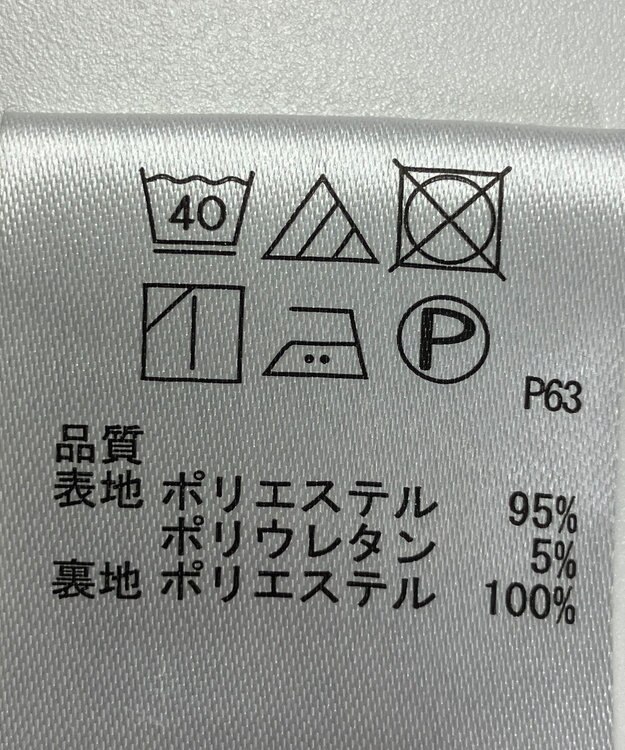 40
P
P63
品質
表地 ポリエステル 95%
ポリウレタン 5%
裏地 ポリエステル 100%